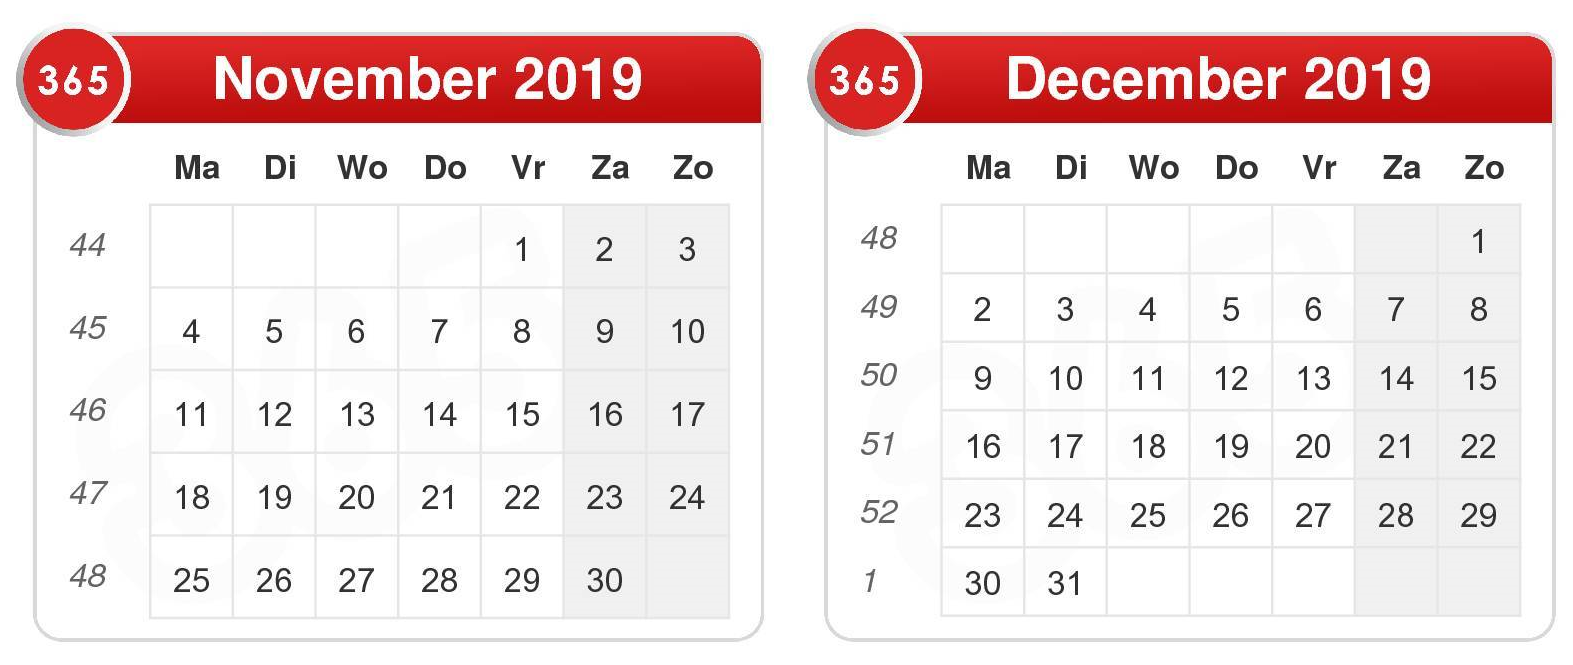 365 November 2019
Ma Di Wo Do Vr Za Zo
44 1 2 3
45 4 5 6 7 8 9 10
46 11 12 13 14 15 16 17
47 18 19 20 21 22 23 24
48 25 26 27 28 29 30
365 December 2019
Ma Di Wo Do Vr Za Zo
48 1
49 2 3 4 5 6 7 8
50 9 10 11 12 13 14 15
51 16 17 18 19 20 21 22
52 23 24 25 26 27 28 29
1 30 31